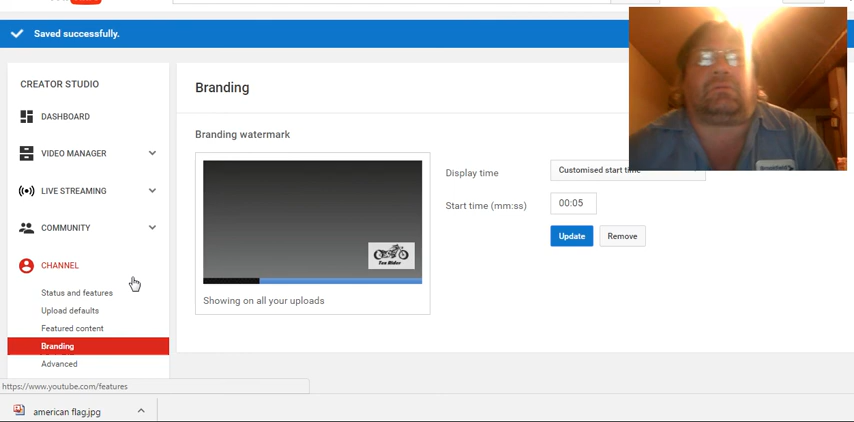 Saved successfully.
CREATOR STUDIO
DASHBOARD
VIDEO MANAGER
LIVE STREAMING
COMMUNITY
CHANNEL
Status and features
Upload defaults
Featured content
Branding
Advanced
Branding
Branding watermark
Tax Rider
Showing on all your uploads
Display time
Customised start time
Start time (mm:ss)
00:05
Update
Remove
https://www.youtube.com/features
american flag.jpg